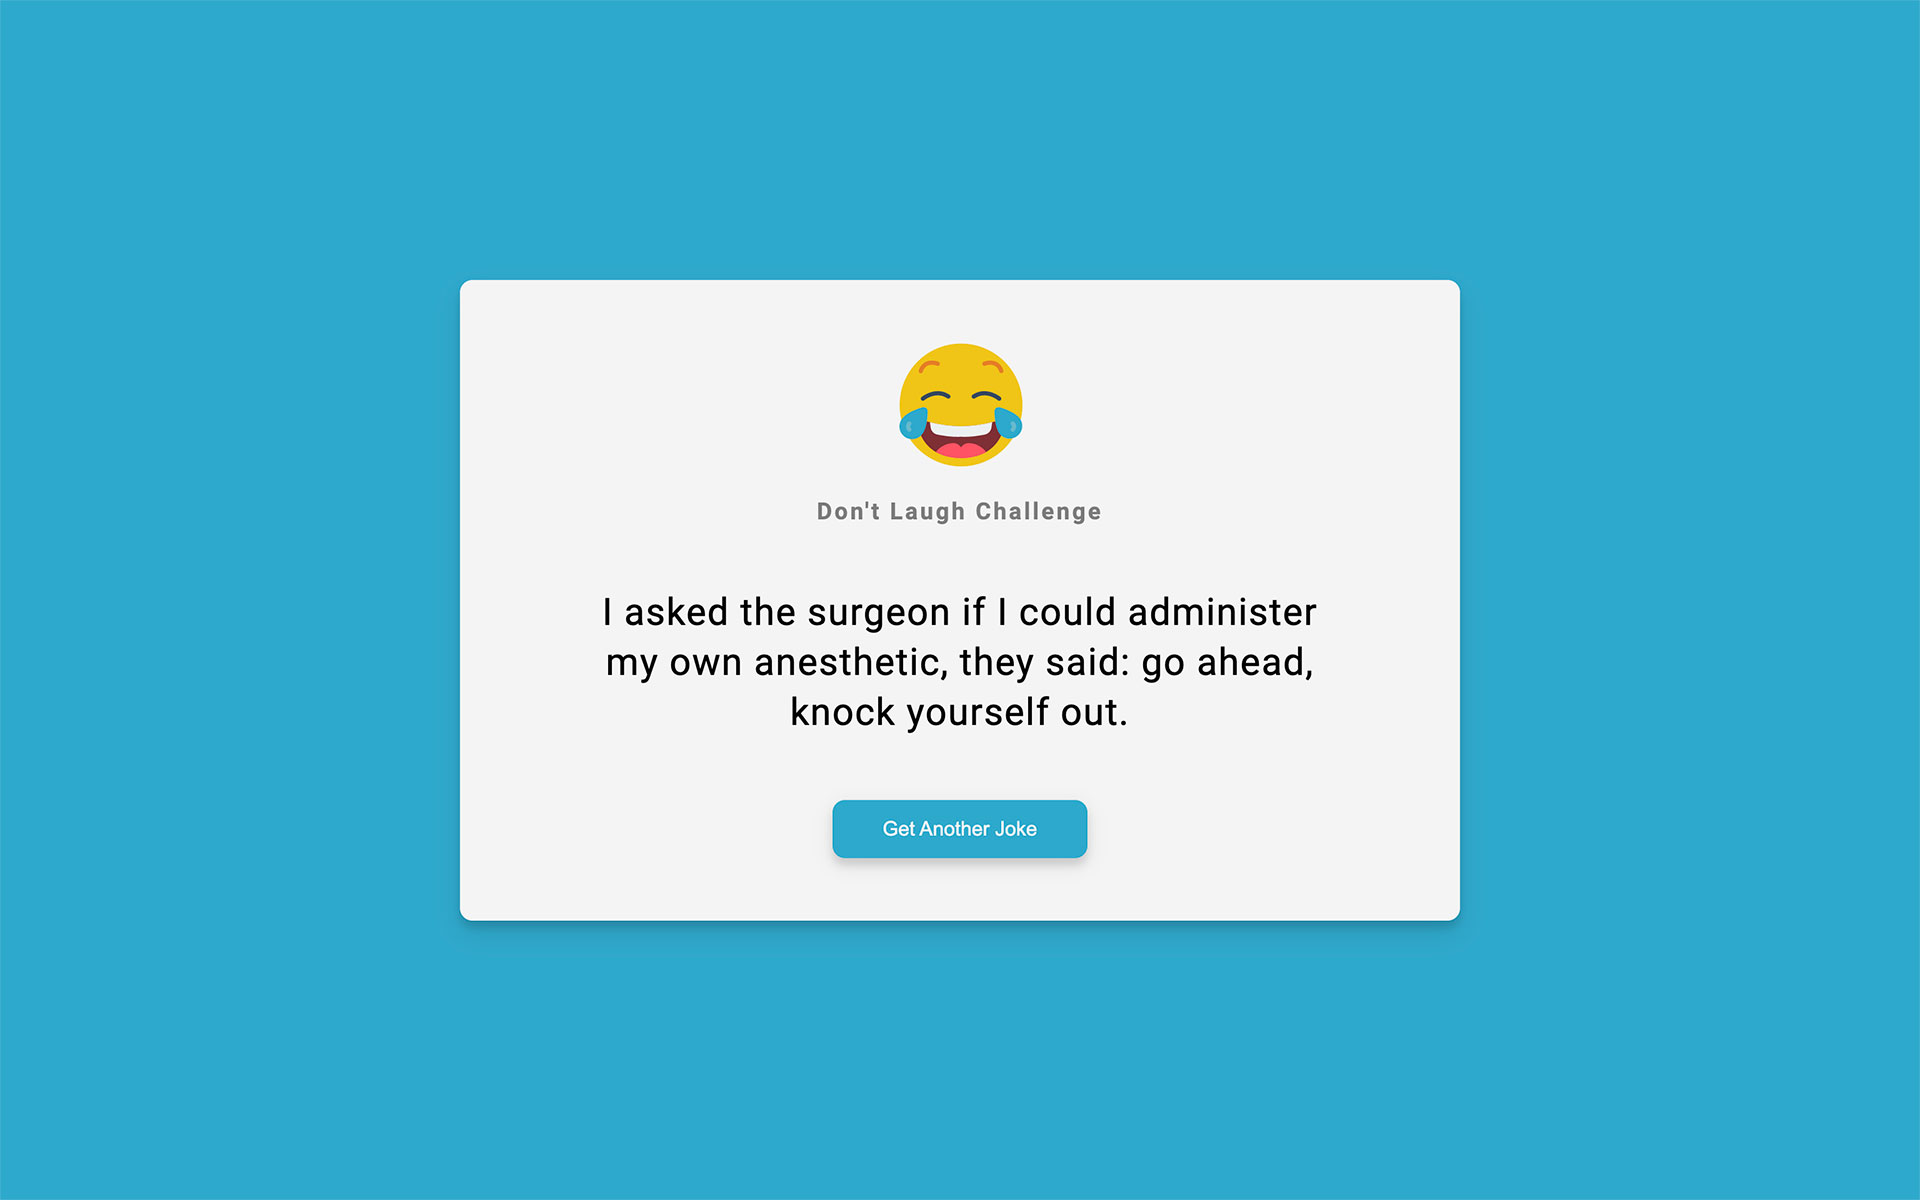 Don't Laugh Challenge
I asked the surgeon if I could administer
my own anesthetic, they said: go ahead,
knock yourself out.
Get Another Joke